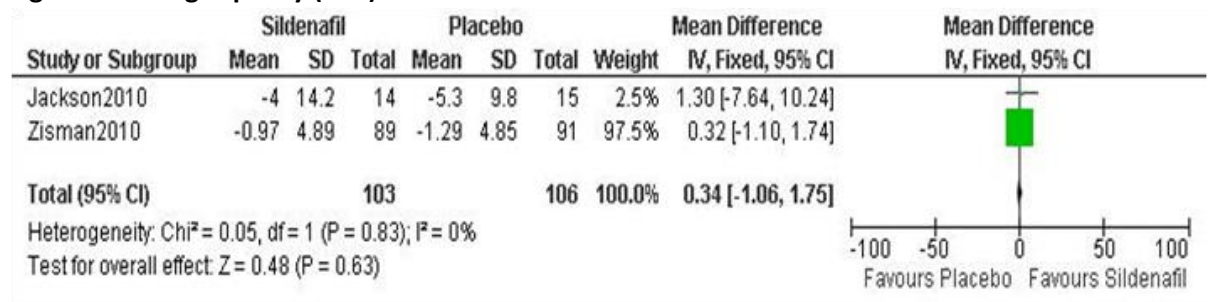 Sildenafil Placebo Mean Difference Mean Difference
Study or Subgroup Mean SD Total Mean SD Total Weight IV, Fixed, 95% CI IV, Fixed, 95% CI
Jackson2010 -4 14.2 14 -5.3 9.8 15 2.5% 1.30 [-7.64, 10.24]
Zisman2010 -0.97 4.89 89 -1.29 4.85 91 97.5% 0.32 [-1.10, 1.74]
Total (95% CI) 103 106 100.0% 0.34 [-1.06, 1.75]
Heterogeneity: Chi² = 0.05, df = 1 (P = 0.83); I² = 0%
Test for overall effect: Z = 0.48 (P = 0.63)
-100 -50 0 50 100
Favours Placebo Favours Sildenafil